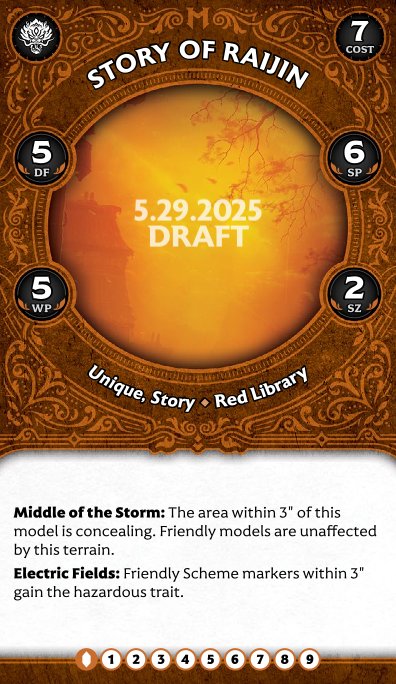 STORY OF RAIJIN
7
COST
5
DF
6
SP
5.29.2025
DRAFT
5
WP
2
SZ
Unique, Story ◆ Red Library
Middle of the Storm: The area within 3" of this
model is concealing. Friendly models are unaffected
by this terrain.
Electric Fields: Friendly Scheme markers within 3"
gain the hazardous trait.
1 2 3 4 5 6 7 8 9